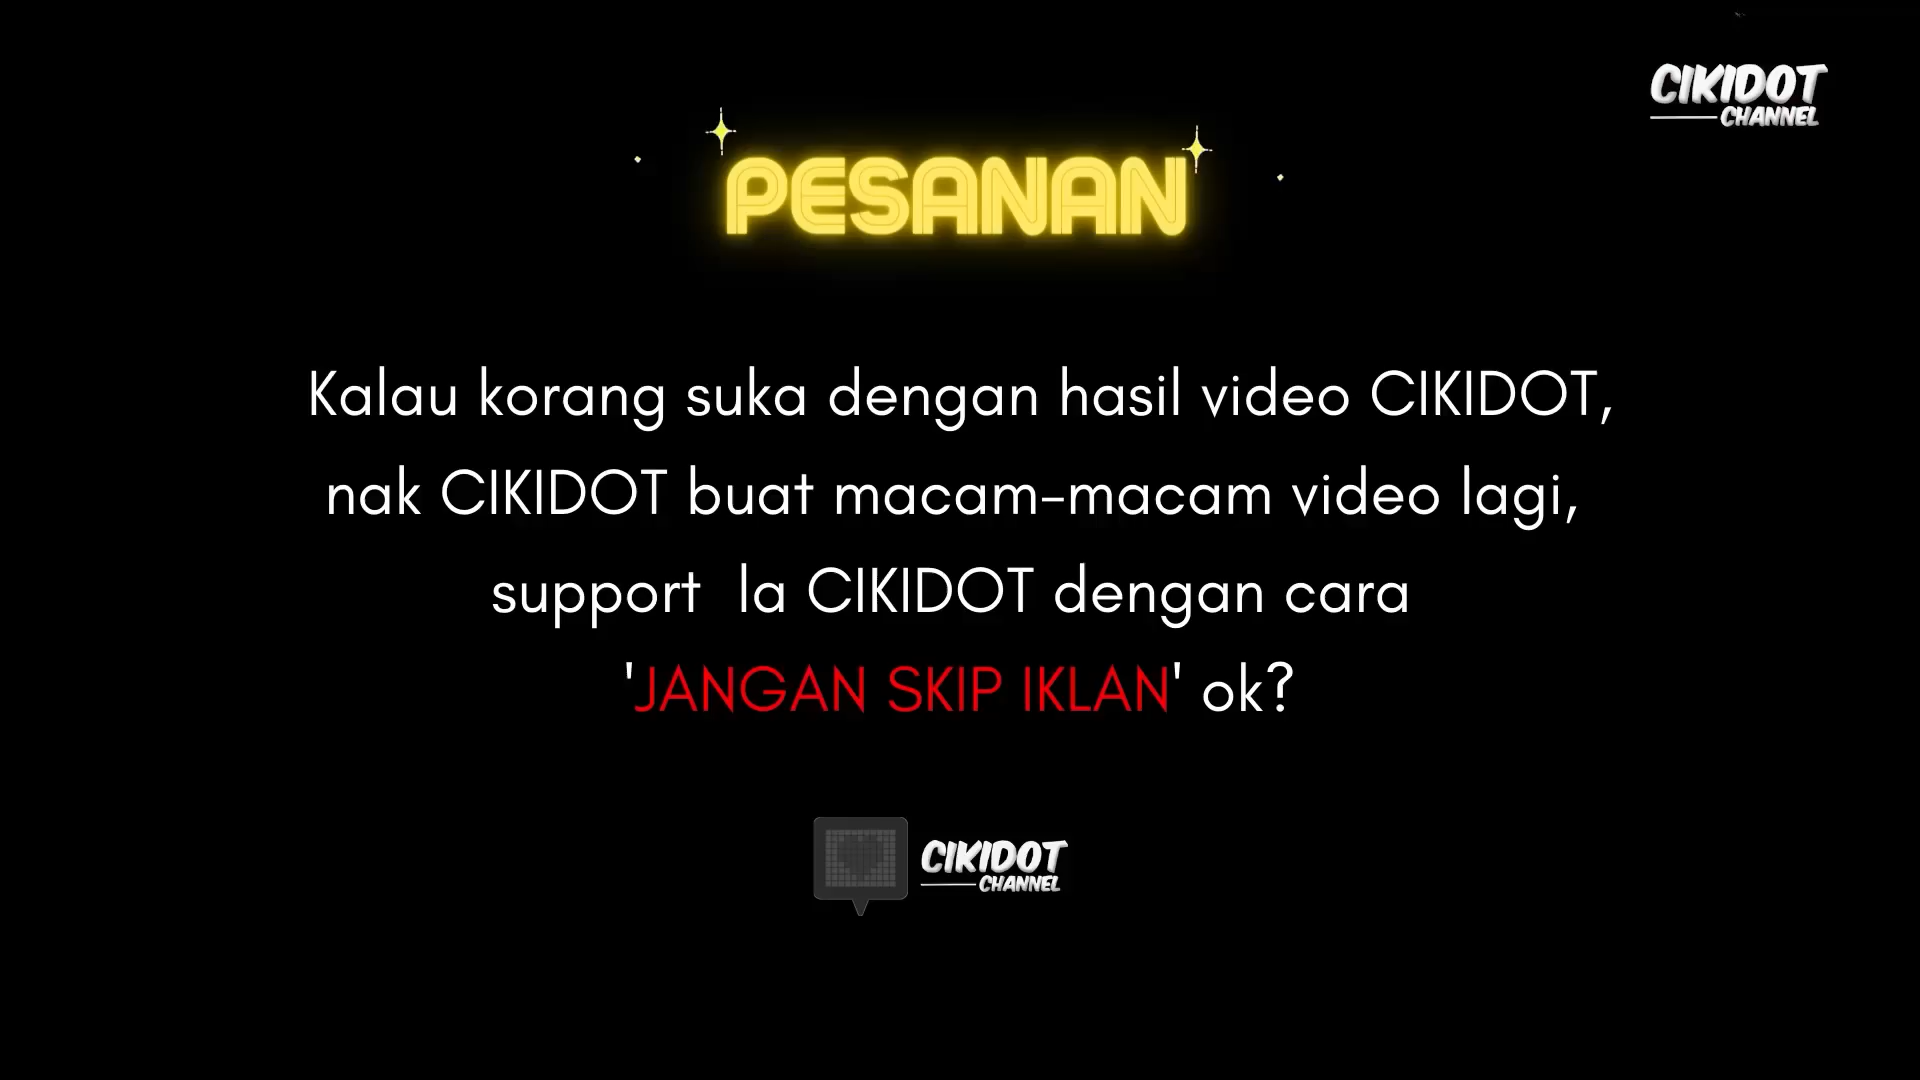 CIKIDOT
CHANNEL
PESANAN
Kalau korang suka dengan hasil video CIKIDOT,
nak CIKIDOT buat macam-macam video lagi,
support la CIKIDOT dengan cara
'JANGAN SKIP IKLAN' ok?
CIKIDOT
CHANNEL